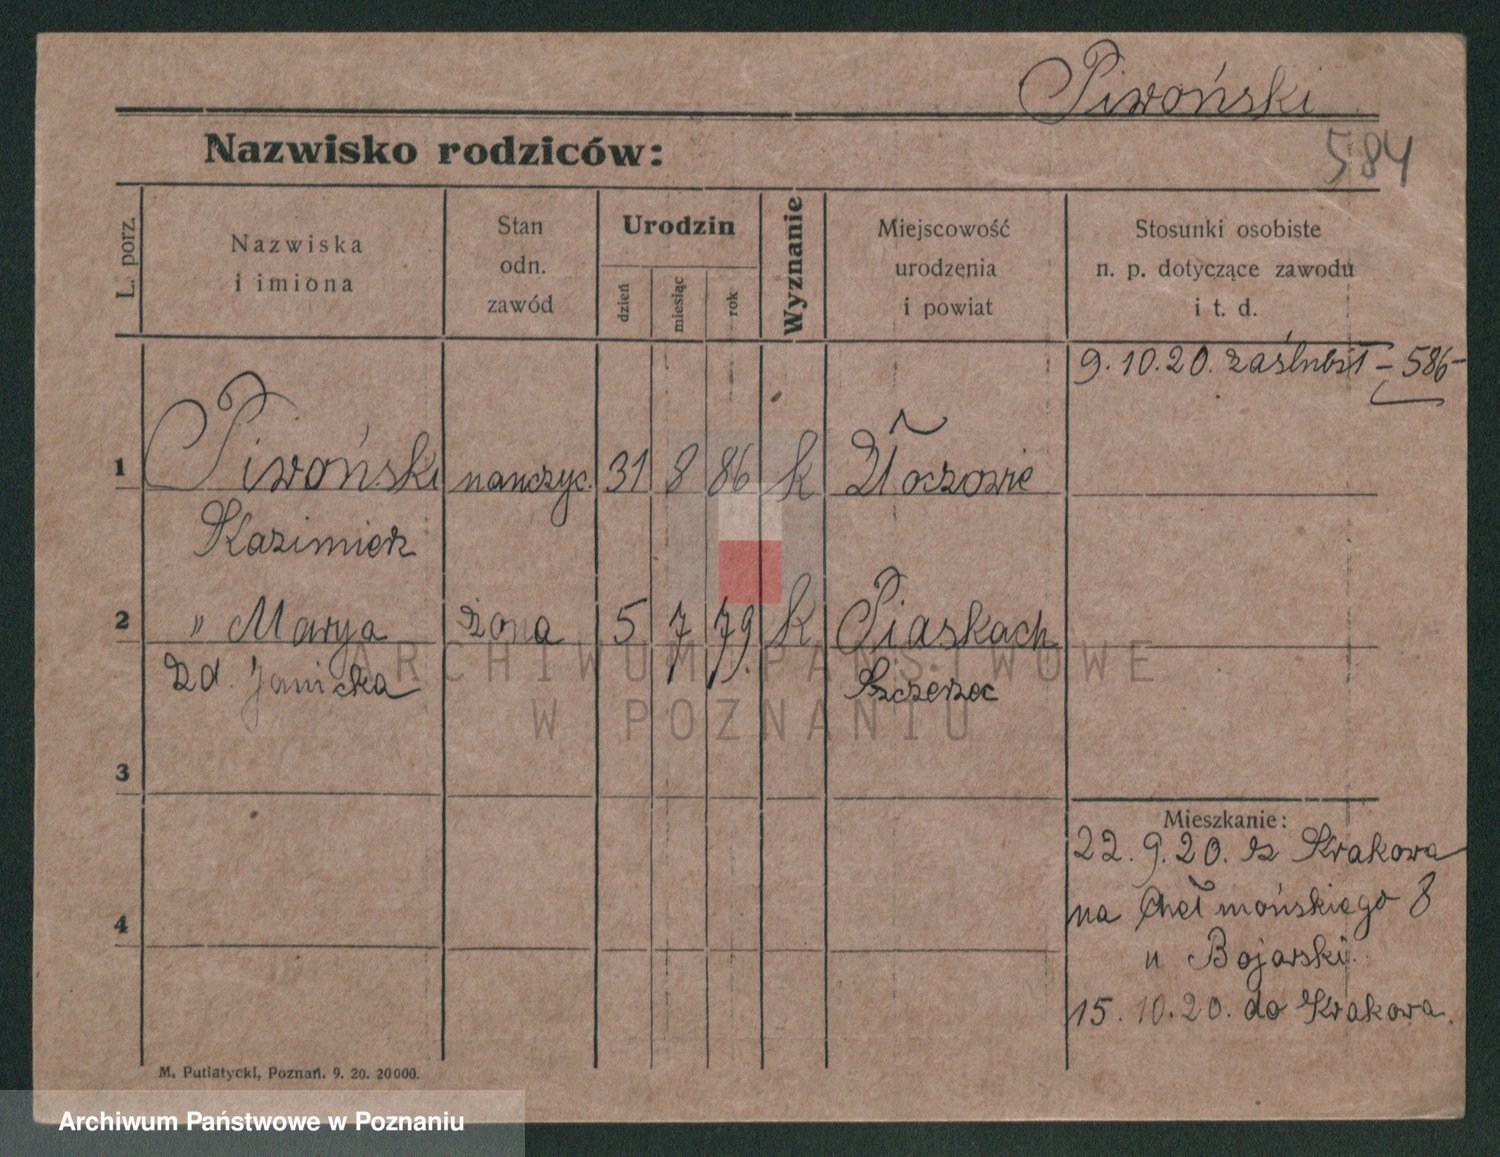 Piwoński
584
Nazwisko rodziców:
L. porz.
Nazwiska
i imiona
Stan
odn.
zawód
Urodzin
dzień
miesiąc
rok
Wyznanie
Miejscowość
urodzenia
i powiat
Stosunki osobiste
n. p. dotyczące zawodu
i t. d.
9. 10. 20. zaślubił – 586 –
1 Piwoński nauczyc. 31 8 86 k
Kazimierz
2 " Marya żona 5 7 79 k Piaskach
zd. Janicka 79. Szczerzec
3
4
Mieszkanie:
22. 9. 20. z Krakowa
na Chełmońskiego 8
u Bojarski.
15. 10. 20. do Krakowa.
M. Putiatycki, Poznań. 9. 20. 20000.
ARCHIWUM PAŃSTWOWE
W POZNANIU
Archiwum Państwowe w Poznaniu